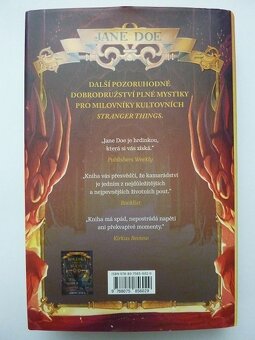 JANE DOE
DALŠÍ POZORUHODNÉ
DOBRODRUŽSTVÍ PLNÉ MYSTIKY
PRO MILOVNÍKY KULTOVNÍCH
STRANGER THINGS.
„Jane Doe je hrdinkou,
která si vás získá.“
Publishers Weekly
„Kniha vás přesvědčí, že kamarádství
je jedním z nejdůležitějších
a nejpevnějších životních pout.“
Booklist
„Kniha má spád, nepostrádá napětí
ani překvapivé momenty.“
Kirkus Review